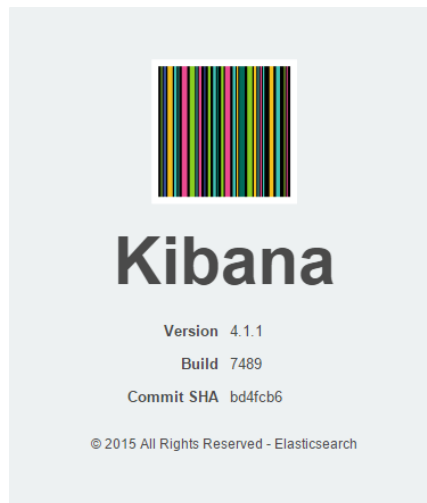 Kibana
Version 4.1.1
Build 7489
Commit SHA bd4fcb6
© 2015 All Rights Reserved - Elasticsearch